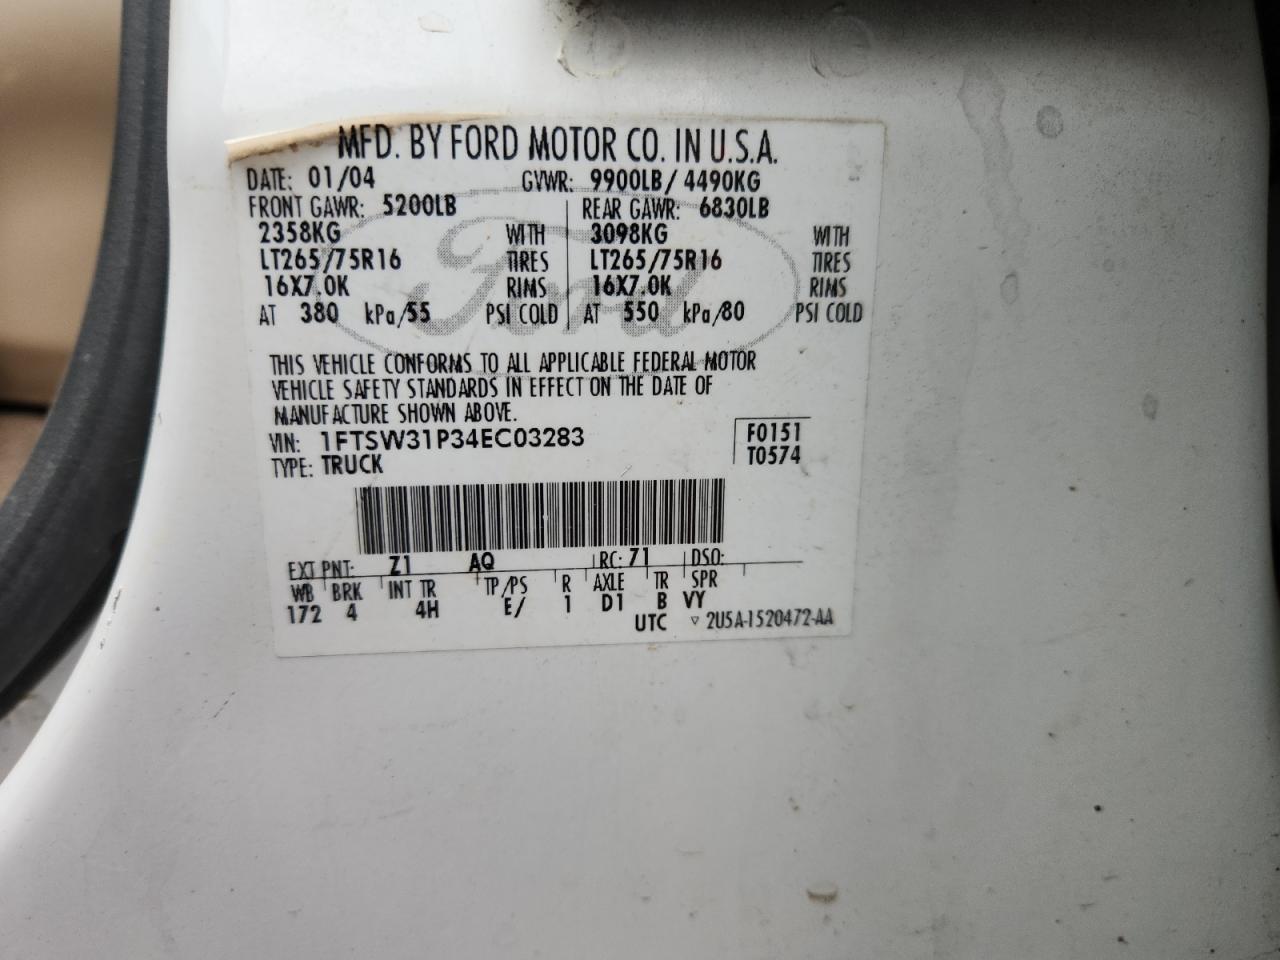 MFD. BY FORD MOTOR CO. IN U.S.A.
DATE: 01/04 GVWR: 9900LB/ 4490KG
FRONT GAWR: 5200LB REAR GAWR: 6830LB
2358KG WITH 3098KG WITH
LT265/75R16 TIRES LT265/75R16 TIRES
16X7.0K RIMS 16X7.0K RIMS
AT 380 kPa/55 PSI COLD AT 550 kPa/80 PSI COLD
Ford
THIS VEHICLE CONFORMS TO ALL APPLICABLE FEDERAL MOTOR
VEHICLE SAFETY STANDARDS IN EFFECT ON THE DATE OF
MANUFACTURE SHOWN ABOVE.
VIN: 1FTSW31P34EC03283 F0151
TYPE: TRUCK T0574
EXT PNT: Z1 AQ RC: 71 DSO:
WB BRK INT TR TP/PS R AXLE TR SPR
172 4 4H E/ 1 D1 B VY
UTC ▽ 2U5A-1520472-AA